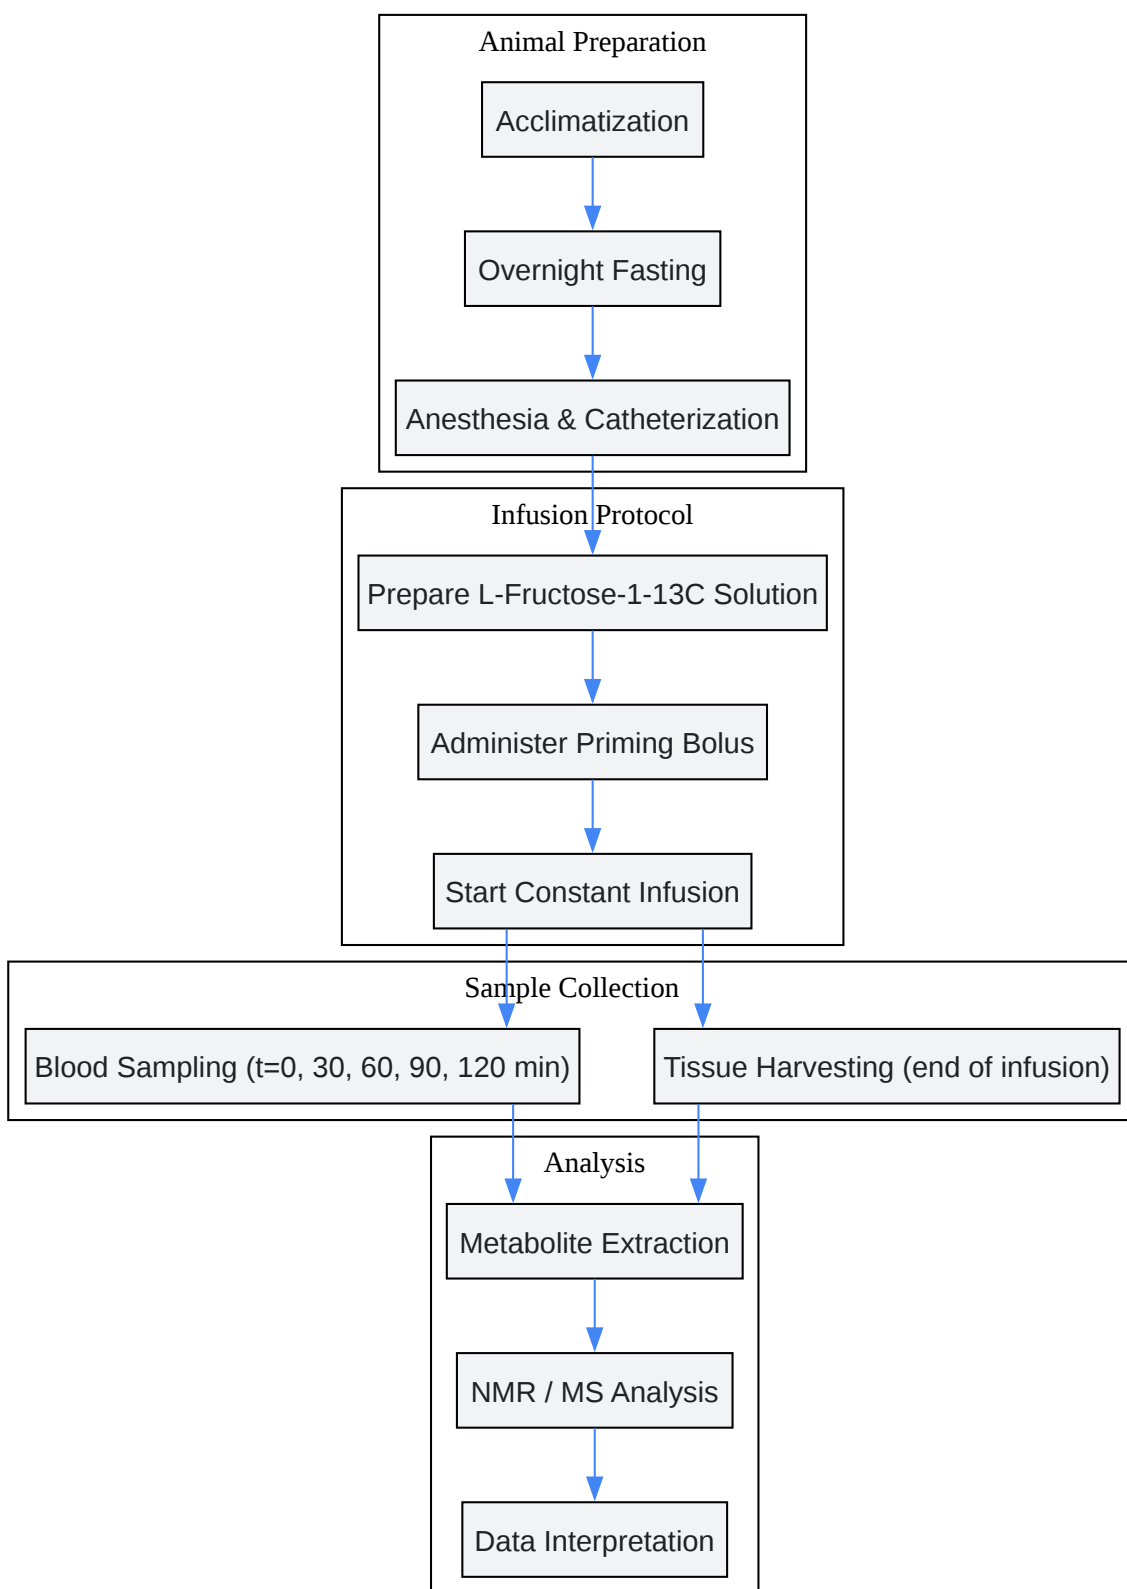 Animal Preparation
Acclimatization
Overnight Fasting
Anesthesia & Catheterization
Infusion Protocol
Prepare L-Fructose-1-13C Solution
Administer Priming Bolus
Start Constant Infusion
Sample Collection
Blood Sampling (t=0, 30, 60, 90, 120 min)
Tissue Harvesting (end of infusion)
Analysis
Metabolite Extraction
NMR / MS Analysis
Data Interpretation